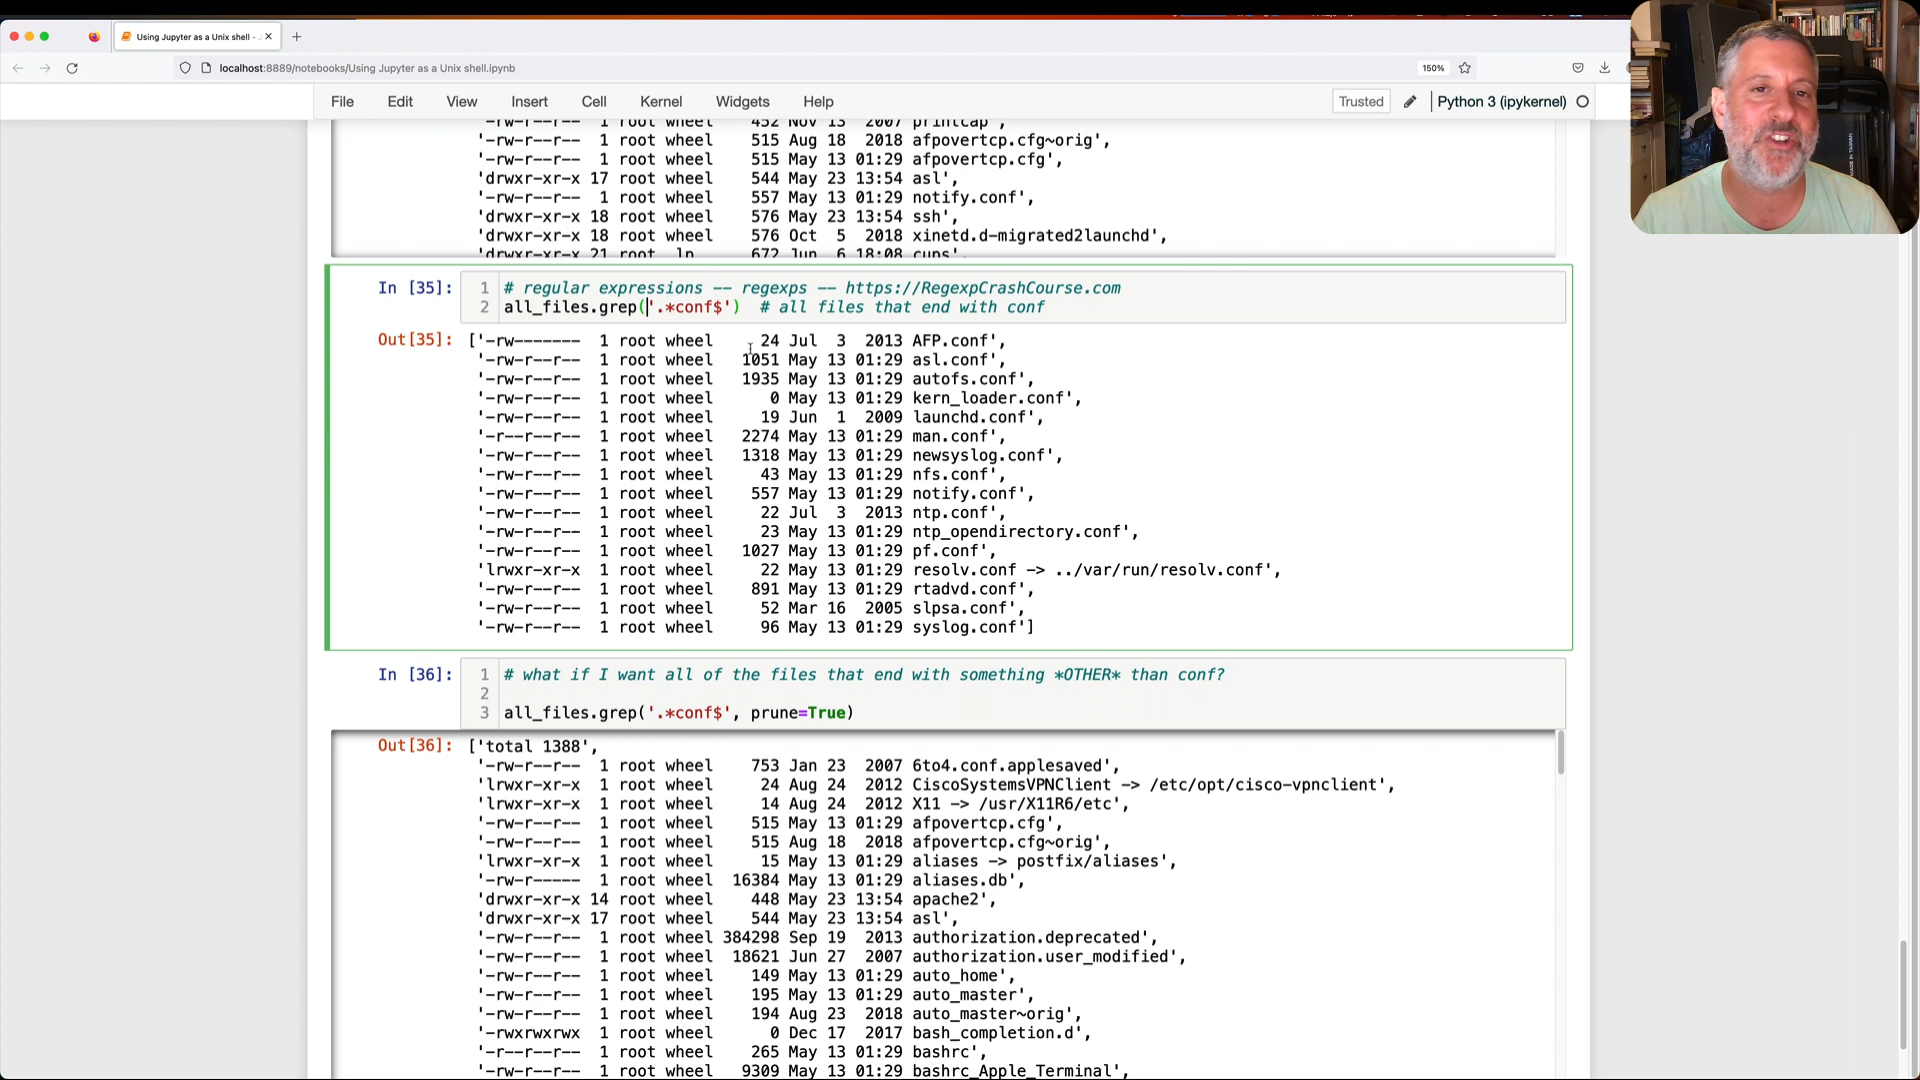 Using Jupyter as a Unix shell -
localhost:8889/notebooks/Using Jupyter as a Unix shell.ipynb
150%
File Edit View Insert Cell Kernel Widgets Help
Trusted Python 3 (ipykernel)
'-rw-r--r-- 1 root wheel 452 Nov 13 2007 printcap',
'-rw-r--r-- 1 root wheel 515 Aug 18 2018 afpovertcp.cfg~orig',
'-rw-r--r-- 1 root wheel 515 May 13 01:29 afpovertcp.cfg',
'drwxr-xr-x 17 root wheel 544 May 23 13:54 asl',
'-rw-r--r-- 1 root wheel 557 May 13 01:29 notify.conf',
'drwxr-xr-x 18 root wheel 576 May 23 13:54 ssh',
'drwxr-xr-x 18 root wheel 576 Oct 5 2018 xinetd.d-migrated2launchd',
'drwxr-xr-x 21 root lp 672 Jun 6 18:08 cups',
In [35]: 1 # regular expressions -- regexps -- https://RegexpCrashCourse.com
2 all_files.grep('.*conf$') # all files that end with conf
Out[35]: ['-rw------- 1 root wheel 24 Jul 3 2013 AFP.conf',
'-rw-r--r-- 1 root wheel 1051 May 13 01:29 asl.conf',
'-rw-r--r-- 1 root wheel 1935 May 13 01:29 autofs.conf',
'-rw-r--r-- 1 root wheel 0 May 13 01:29 kern_loader.conf',
'-rw-r--r-- 1 root wheel 19 Jun 1 2009 launchd.conf',
'-r--r--r-- 1 root wheel 2274 May 13 01:29 man.conf',
'-rw-r--r-- 1 root wheel 1318 May 13 01:29 newsyslog.conf',
'-rw-r--r-- 1 root wheel 43 May 13 01:29 nfs.conf',
'-rw-r--r-- 1 root wheel 557 May 13 01:29 notify.conf',
'-rw-r--r-- 1 root wheel 22 Jul 3 2013 ntp.conf',
'-rw-r--r-- 1 root wheel 23 May 13 01:29 ntp_opendirectory.conf',
'-rw-r--r-- 1 root wheel 1027 May 13 01:29 pf.conf',
'lrwxr-xr-x 1 root wheel 22 May 13 01:29 resolv.conf -> ../var/run/resolv.conf',
'-rw-r--r-- 1 root wheel 891 May 13 01:29 rtadvd.conf',
'-rw-r--r-- 1 root wheel 52 Mar 16 2005 slpsa.conf',
'-rw-r--r-- 1 root wheel 96 May 13 01:29 syslog.conf']
In [36]: 1 # what if I want all of the files that end with something *OTHER* than conf?
2
3 all_files.grep('.*conf$', prune=True)
Out[36]: ['total 1388',
'-rw-r--r-- 1 root wheel 753 Jan 23 2007 6to4.conf.applesaved',
'lrwxr-xr-x 1 root wheel 24 Aug 24 2012 CiscoSystemsVPNClient -> /etc/opt/cisco-vpnclient',
'lrwxr-xr-x 1 root wheel 14 Aug 24 2012 X11 -> /usr/X11R6/etc',
'-rw-r--r-- 1 root wheel 515 May 13 01:29 afpovertcp.cfg',
'-rw-r--r-- 1 root wheel 515 Aug 18 2018 afpovertcp.cfg~orig',
'lrwxr-xr-x 1 root wheel 15 May 13 01:29 aliases -> postfix/aliases',
'-rw-r----- 1 root wheel 16384 May 13 01:29 aliases.db',
'drwxr-xr-x 14 root wheel 448 May 23 13:54 apache2',
'drwxr-xr-x 17 root wheel 544 May 23 13:54 asl',
'-rw-r--r-- 1 root wheel 384298 Sep 19 2013 authorization.deprecated',
'-rw-r--r-- 1 root wheel 18621 Jun 27 2007 authorization.user_modified',
'-rw-r--r-- 1 root wheel 149 May 13 01:29 auto_home',
'-rw-r--r-- 1 root wheel 195 May 13 01:29 auto_master',
'-rw-r--r-- 1 root wheel 194 Aug 23 2018 auto_master~orig',
'-rwxrwxrwx 1 root wheel 0 Dec 17 2017 bash_completion.d',
'-r--r--r-- 1 root wheel 265 May 13 01:29 bashrc',
'-rw-r--r-- 1 root wheel 9309 May 13 01:29 bashrc_Apple_Terminal',